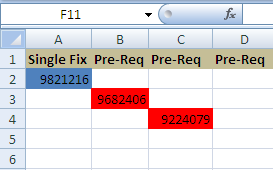 F11 fx
A B C D
1 Single Fix Pre-Req Pre-Req Pre-Req
2 9821216
3 9682406
4 9224079
5
6